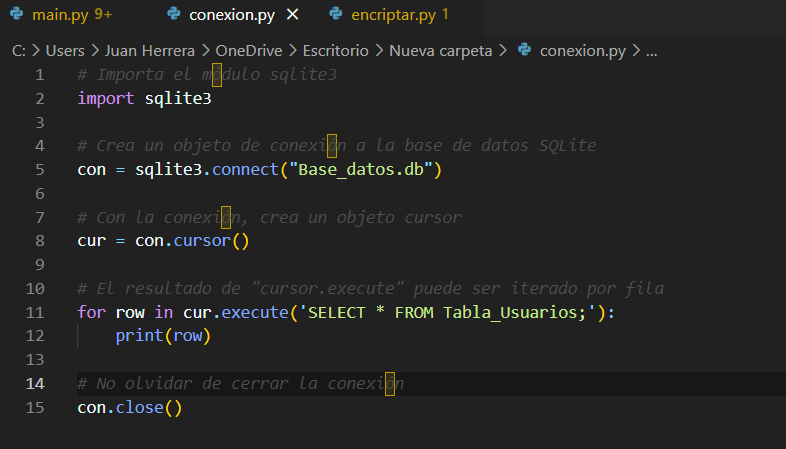 main.py 9+ conexion.py encriptar.py 1
C: > Users > Juan Herrera > OneDrive > Escritorio > Nueva carpeta > conexion.py > ...
1 # Importa el módulo sqlite3
2 import sqlite3
3
4 # Crea un objeto de conexión a la base de datos SQLite
5 con = sqlite3.connect("Base_datos.db")
6
7 # Con la conexión, crea un objeto cursor
8 cur = con.cursor()
9
10 # El resultado de "cursor.execute" puede ser iterado por fila
11 for row in cur.execute('SELECT * FROM Tabla_Usuarios;'):
12     print(row)
13
14 # No olvidar de cerrar la conexión
15 con.close()